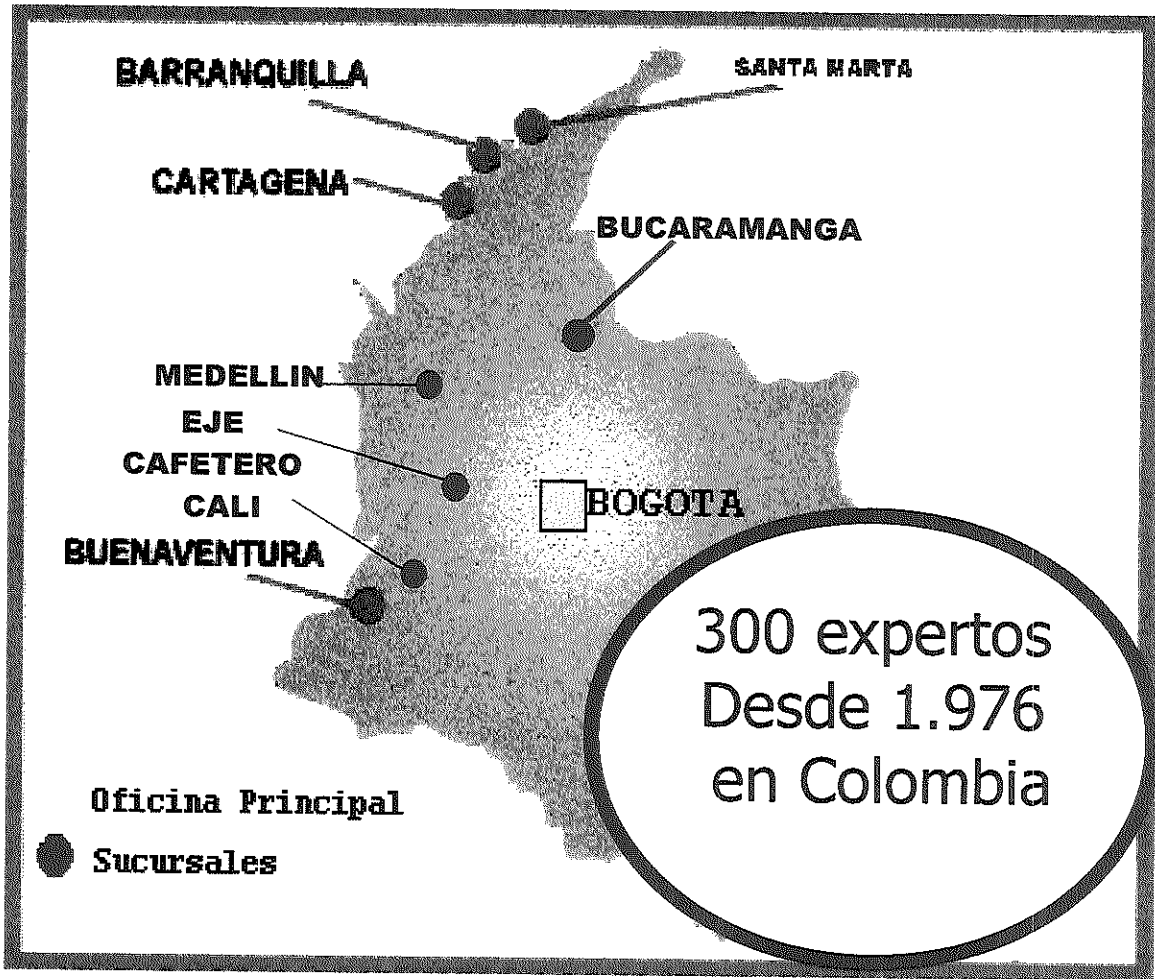 BARRANQUILLA
SANTA MARTA
CARTAGENA
BUCARAMANGA
MEDELLIN
EJE
CAFETERO
CALI
BOGOTA
BUENAVENTURA
300 expertos
Desde 1.976
en Colombia
Oficina Principal
Sucursales